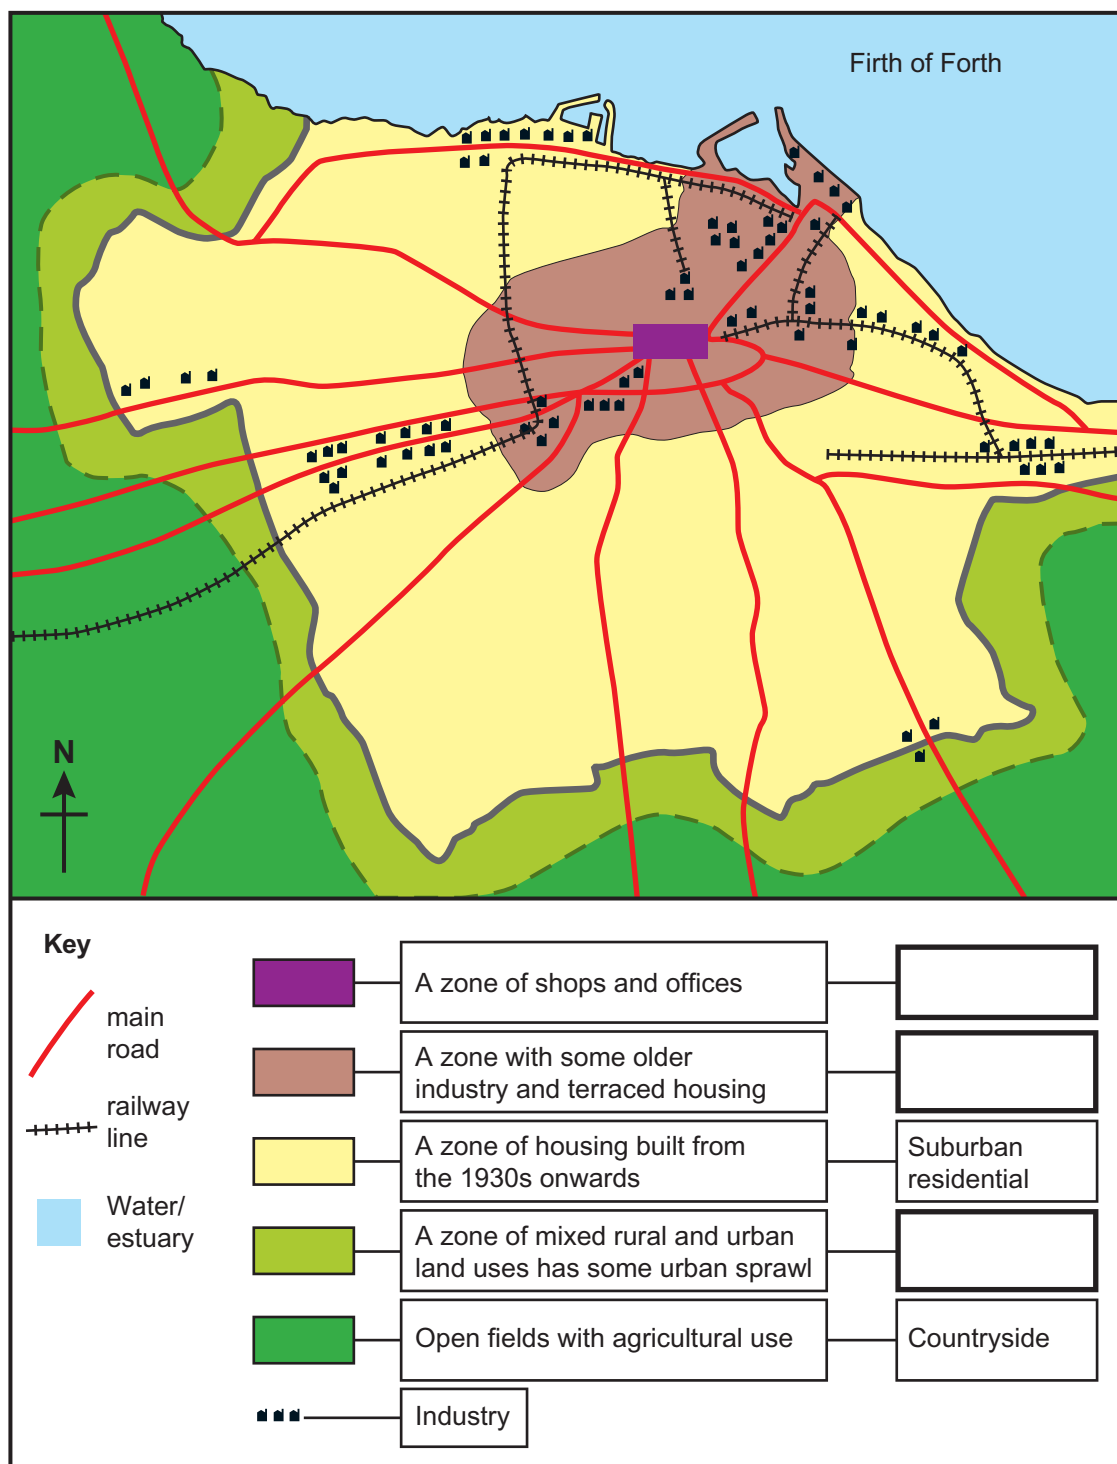 Firth of Forth
N
Key
main
road
railway
line
Water/
estuary
A zone of shops and offices
A zone with some older
industry and terraced housing
A zone of housing built from
the 1930s onwards
Suburban
residential
A zone of mixed rural and urban
land uses has some urban sprawl
Open fields with agricultural use
Countryside
Industry